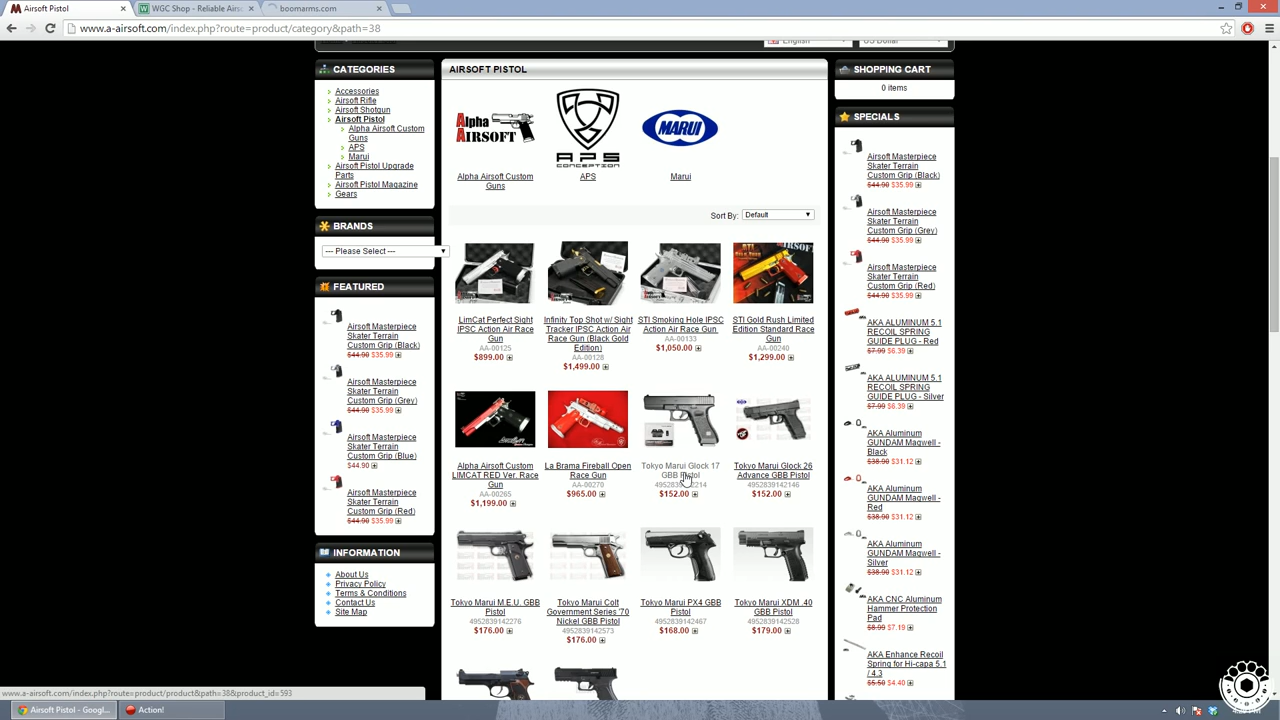 Airsoft Pistol
WGC Shop - Reliable Airs
boomarms.com
www.a-airsoft.com/index.php?route=product/category&path=38
English
US Dollar
CATEGORIES
Accessories
Airsoft Rifle
Airsoft Shotgun
Airsoft Pistol
Alpha Airsoft Custom
Guns
APS
Marui
Airsoft Pistol Upgrade
Parts
Airsoft Pistol Magazine
Gears
BRANDS
--- Please Select ---
FEATURED
Airsoft Masterpiece
Skater Terrain
Custom Grip (Black)
$44.90 $35.99
Airsoft Masterpiece
Skater Terrain
Custom Grip (Grey)
$44.90 $35.99
Airsoft Masterpiece
Skater Terrain
Custom Grip (Blue)
$44.90
Airsoft Masterpiece
Skater Terrain
Custom Grip (Red)
$44.90 $35.99
INFORMATION
About Us
Privacy Policy
Terms & Conditions
Contact Us
Site Map
AIRSOFT PISTOL
Alpha
AIRSOFT
APS
CONCEPTION
MARUI
Alpha Airsoft Custom
Guns
APS
Marui
Sort By: Default
LimCat Perfect Sight
IPSC Action Air Race
Gun
AA-00125
$899.00
Infinity Top Shot w/ Sight
Tracker IPSC Action Air
Race Gun (Black Gold
Edition)
AA-00128
$1,499.00
STI Smoking Hole IPSC
Action Air Race Gun
AA-00133
$1,050.00
STI Gold Rush Limited
Edition Standard Race
Gun
AA-00240
$1,299.00
Alpha Airsoft Custom
LIMCAT RED Ver. Race
Gun
AA-00265
$1,199.00
La Brama Fireball Open
Race Gun
AA-00270
$965.00
Tokyo Marui Glock 17
GBB Pistol
$152.00
Tokyo Marui Glock 26
Advance GBB Pistol
4952839142146
$152.00
Tokyo Marui M.E.U. GBB
Pistol
4952839142276
$176.00
Tokyo Marui Colt
Government Series '70
Nickel GBB Pistol
4952839142573
$176.00
Tokyo Marui PX4 GBB
Pistol
4952839142467
$168.00
Tokyo Marui XDM .40
GBB Pistol
4952839142528
$179.00
SHOPPING CART
0 items
SPECIALS
Airsoft Masterpiece
Skater Terrain
Custom Grip (Black)
$44.90 $35.99
Airsoft Masterpiece
Skater Terrain
Custom Grip (Grey)
$44.90 $35.99
Airsoft Masterpiece
Skater Terrain
Custom Grip (Red)
$44.90 $35.99
AKA ALUMINUM 5.1
RECOIL SPRING
GUIDE PLUG - Red
$7.99 $6.39
AKA ALUMINUM 5.1
RECOIL SPRING
GUIDE PLUG - Silver
$7.99 $6.39
AKA Aluminum
GUNDAM Magwell -
Black
$38.90 $31.12
AKA Aluminum
GUNDAM Magwell -
Red
$38.90 $31.12
AKA Aluminum
GUNDAM Magwell -
Silver
$38.90 $31.12
AKA CNC Aluminum
Hammer Protection
Pad
$8.99 $7.19
AKA Enhance Recoil
Spring for Hi-capa 5.1
/ 4.3
$5.50 $4.40
www.a-airsoft.com/index.php?route=product/product&path=38&product_id=593
Airsoft Pistol - Googl...
Action!